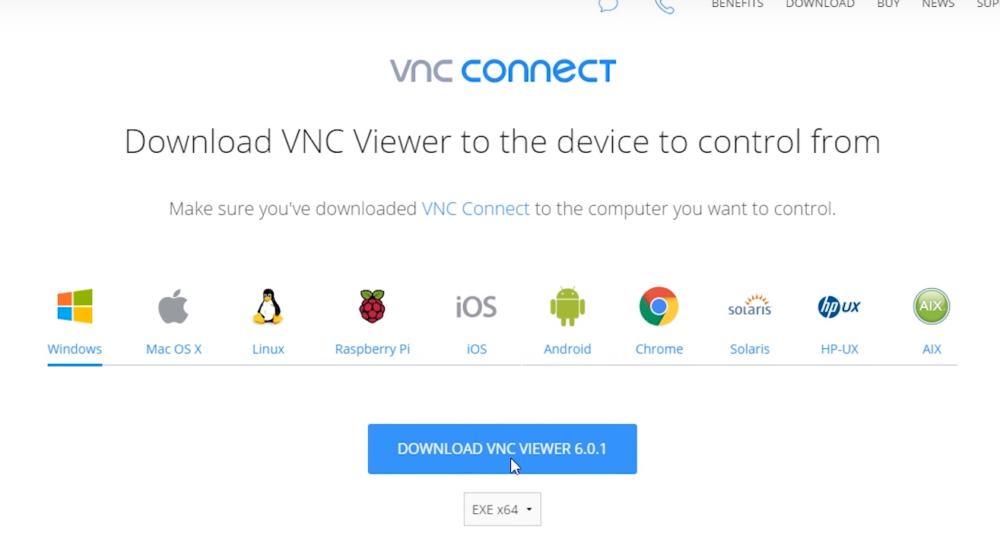 BENEFITS DOWNLOAD BUY NEWS SUP
vnc connect
Download VNC Viewer to the device to control from
Make sure you've downloaded VNC Connect to the computer you want to control.
iOS solaris hp UX AIX
Windows Mac OS X Linux Raspberry Pi iOS Android Chrome Solaris HP-UX AIX
DOWNLOAD VNC VIEWER 6.0.1
EXE x64